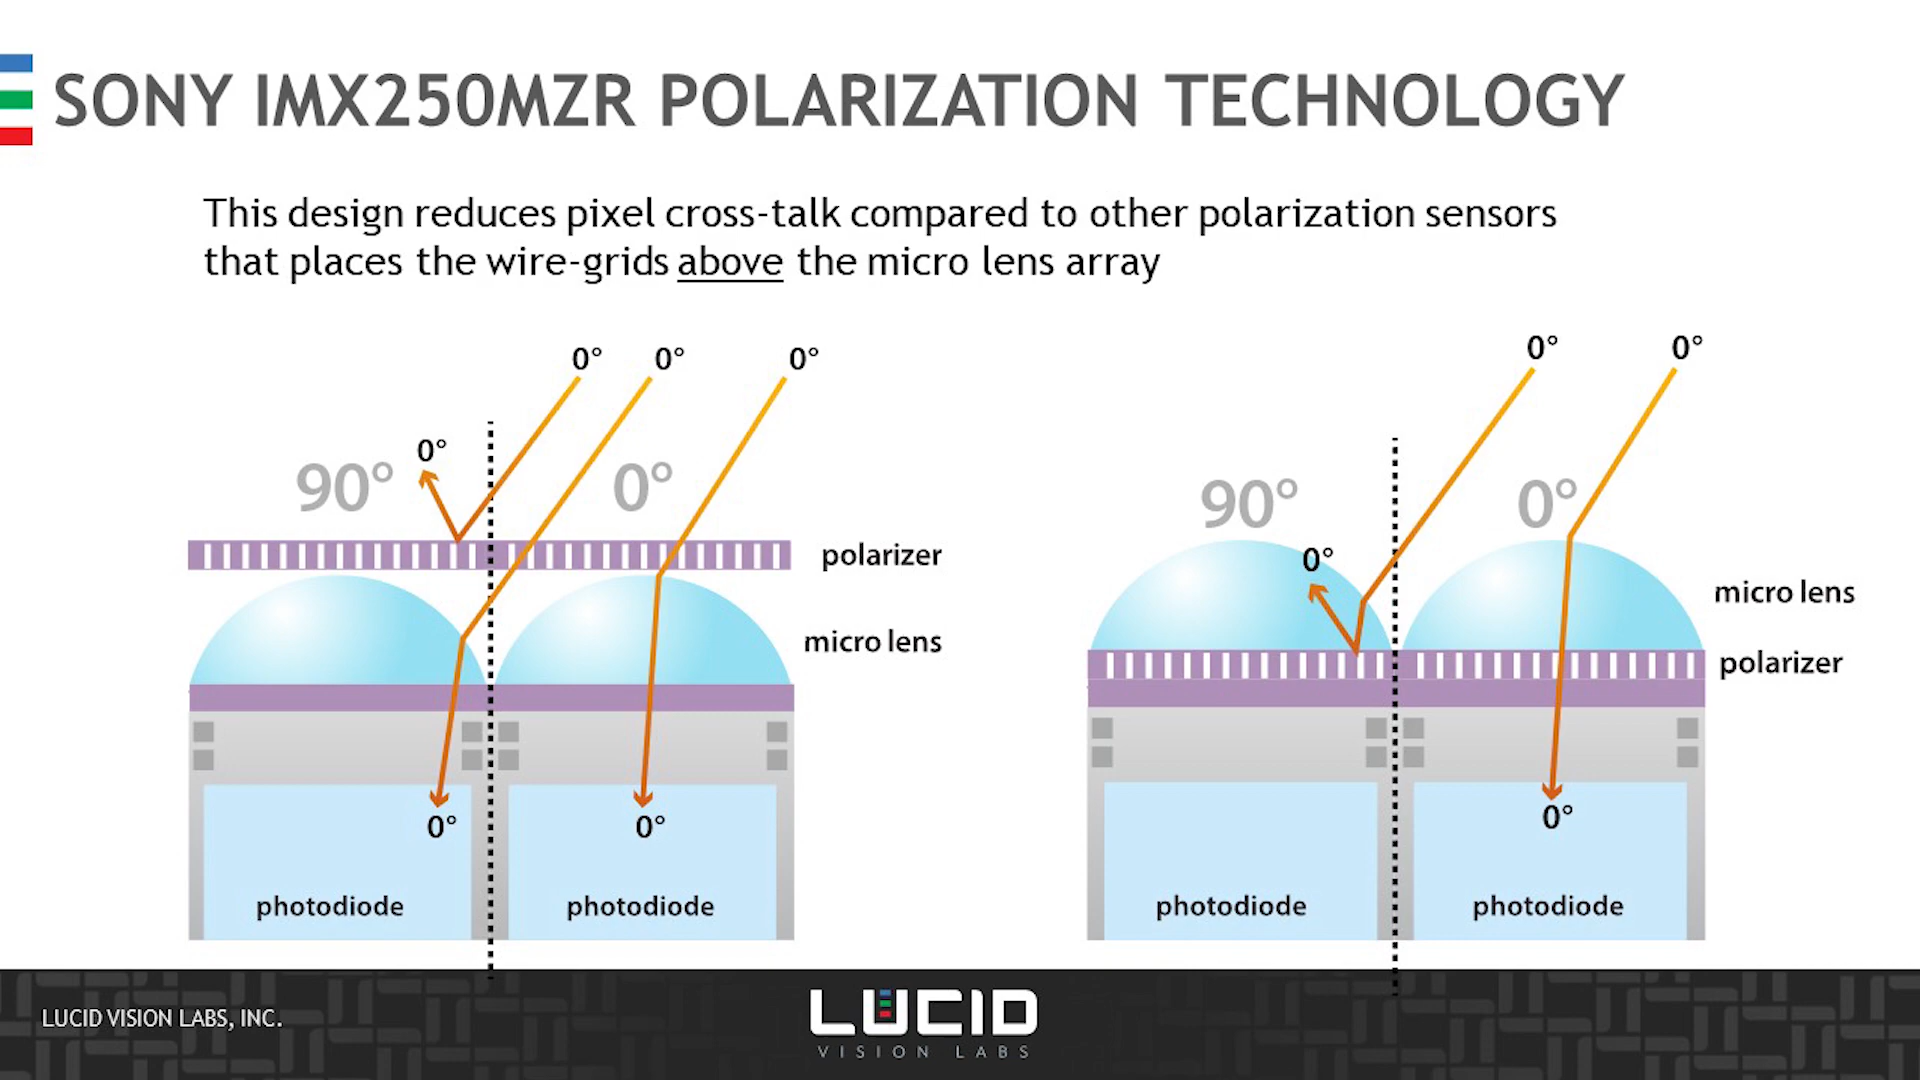 SONY IMX250MZR POLARIZATION TECHNOLOGY
This design reduces pixel cross-talk compared to other polarization sensors
that places the wire-grids above the micro lens array
0° 0° 0°
0°
90° 0°
polarizer
micro lens
0° 0°
photodiode photodiode
0° 0°
90° 0°
0°
micro lens
polarizer
0°
photodiode photodiode
LUCID VISION LABS, INC.
LUCID
VISION LABS